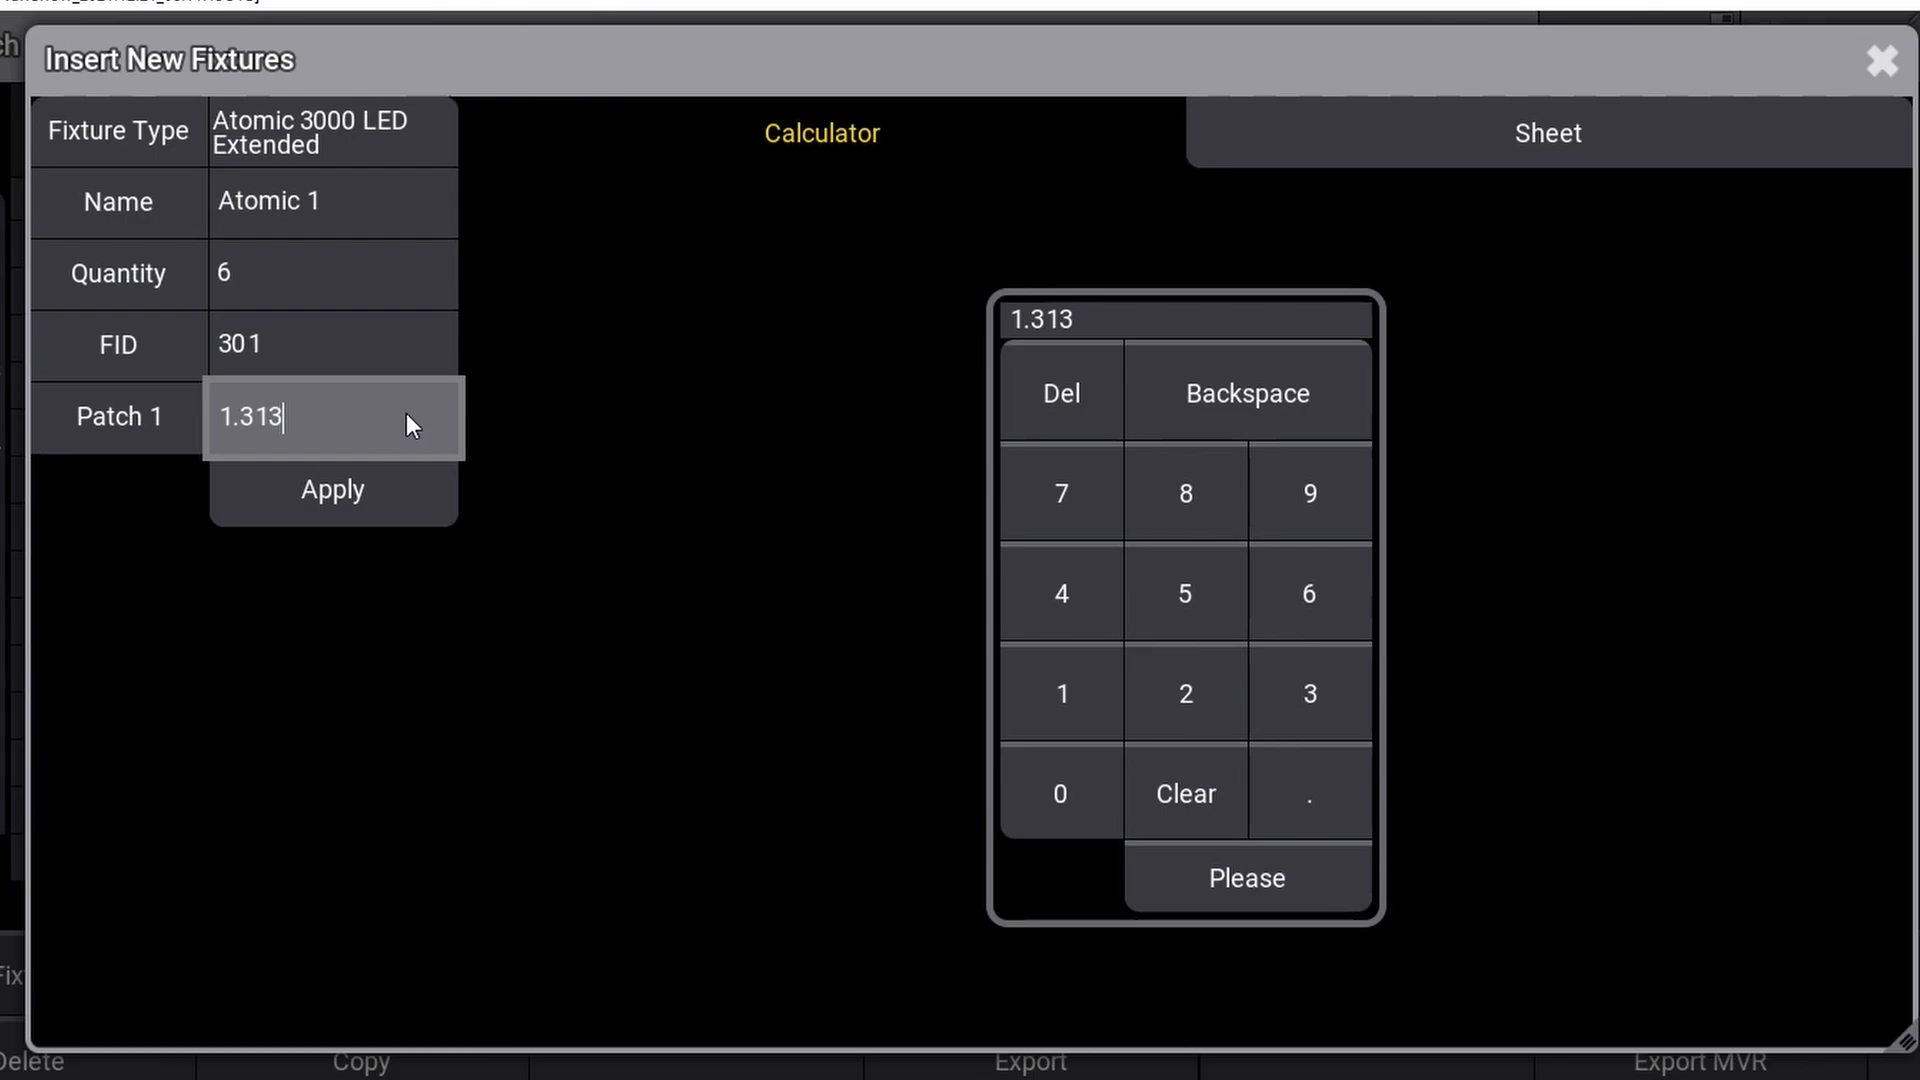 Insert New Fixtures
Fixture Type
Atomic 3000 LED
Extended
Calculator
Sheet
Name
Atomic 1
Quantity
6
FID
301
Patch 1
1.313
Apply
1.313
Del
Backspace
7
8
9
4
5
6
1
2
3
0
Clear
.
Please
Delete
Copy
Export
Export MVR